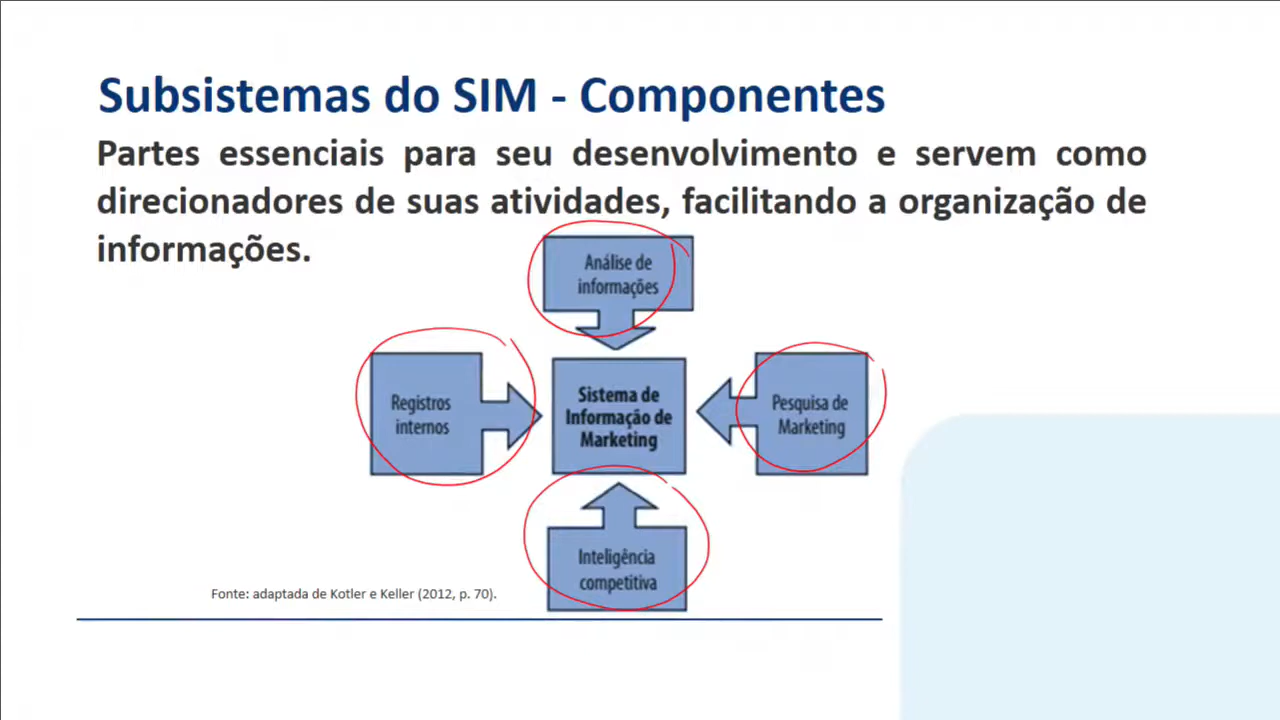 Subsistemas do SIM - Componentes
Partes essenciais para seu desenvolvimento e servem como
direcionadores de suas atividades, facilitando a organização de
informações.
Análise de
informações
Registros
internos
Sistema de
Informação de
Marketing
Pesquisa de
Marketing
Inteligência
competitiva
Fonte: adaptada de Kotler e Keller (2012, p. 70).